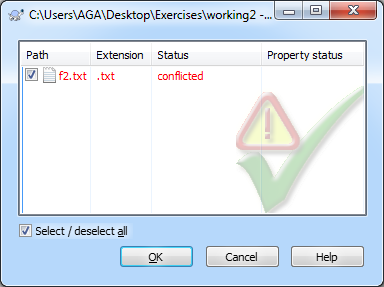 C:\Users\AGA\Desktop\Exercises\working2 -...
Path Extension Status Property status
f2.txt .txt conflicted
Select / deselect all
OK Cancel Help